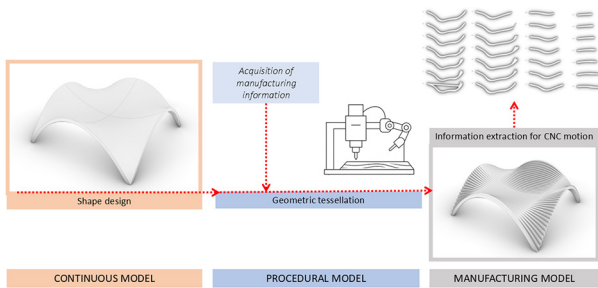 Acquisition of
manufacturing
information
Information extraction for CNC motion
Shape design
Geometric tessellation
CONTINUOUS MODEL
PROCEDURAL MODEL
MANUFACTURING MODEL